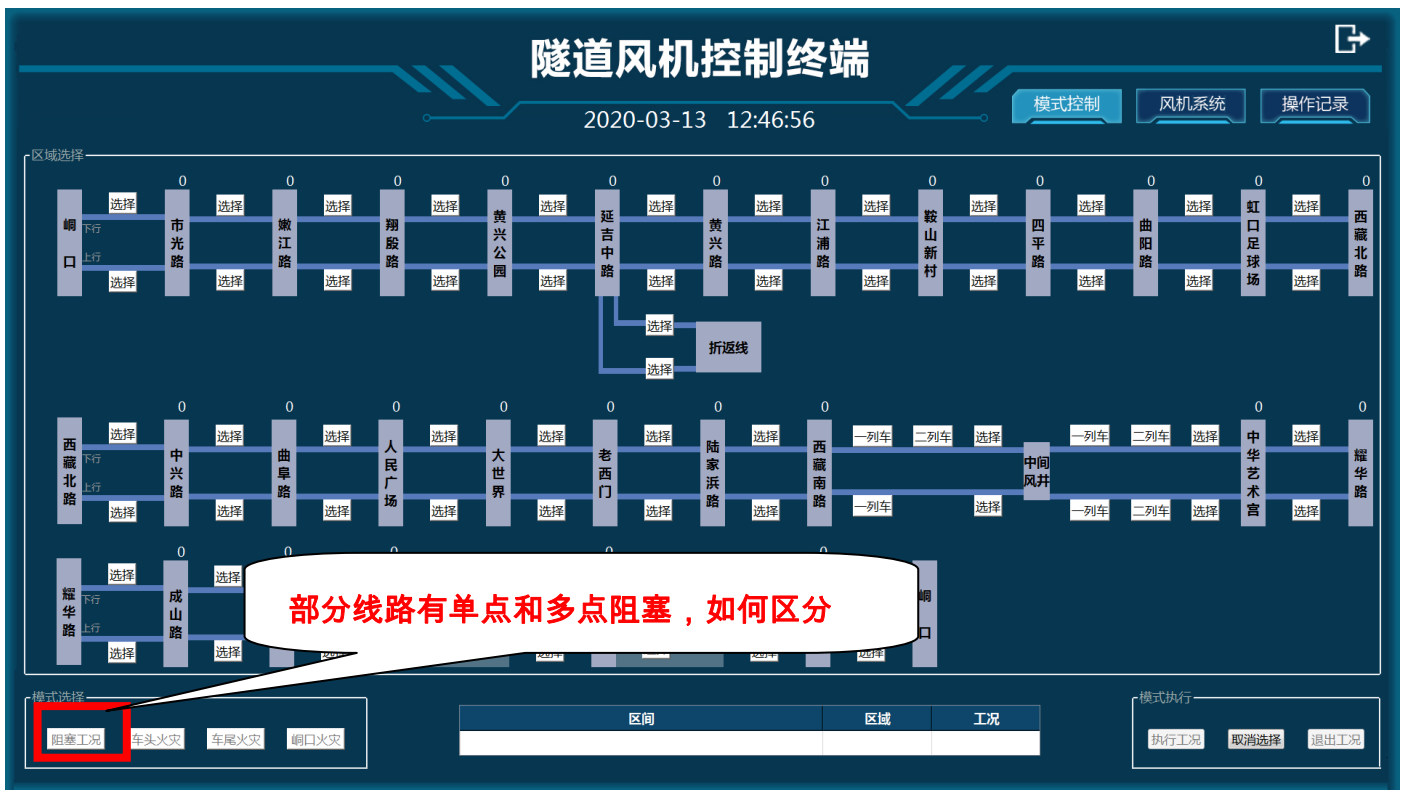 隧道风机控制终端
2020-03-13 12:46:56
模式控制 风机系统 操作记录
区域选择
0 0 0 0 0 0 0 0 0 0 0 0
选择 选择 选择 选择 选择 选择 选择 选择 选择 选择 选择 选择
下行
峒口 市光路 嫩江路 翔殷路 黄兴公园 延吉中路 黄兴路 江浦路 鞍山新村 四平路 曲阳路 虹口足球场 西藏北路
上行
选择 选择 选择 选择 选择 选择 选择 选择 选择 选择 选择 选择
选择
折返线
选择
0 0 0 0 0 0 0 0 0
选择 选择 选择 选择 选择 选择 选择 一列车 二列车 选择 一列车 二列车 选择 选择
下行
西藏北路 中兴路 曲阜路 人民广场 大世界 老西门 陆家浜路 西藏南路 中间风井 中华艺术宫 耀华路
上行
选择 选择 选择 选择 选择 选择 选择 一列车 选择 一列车 二列车 选择 选择
0
选择 选择
下行
耀华路 成山路 峒口
上行
选择 选择
部分线路有单点和多点阻塞，如何区分
模式选择
阻塞工况 车头火灾 车尾火灾 峒口火灾
区间 区域 工况
模式执行
执行工况 取消选择 退出工况